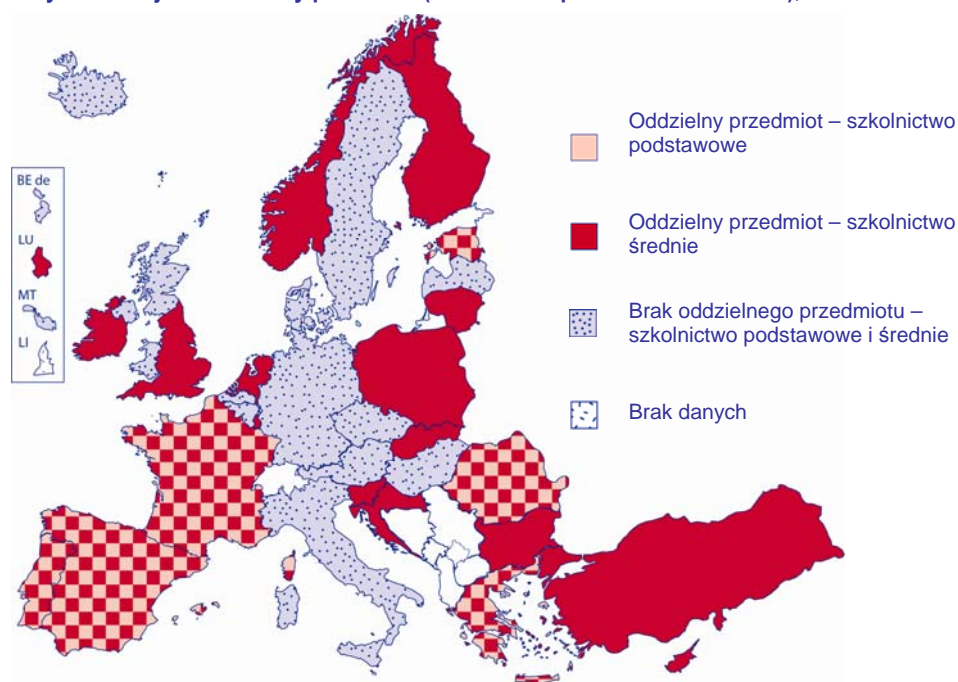 BE de
LU
MT
LI
Oddzielny przedmiot – szkolnictwo
podstawowe
Oddzielny przedmiot – szkolnictwo
średnie
Brak oddzielnego przedmiotu –
szkolnictwo podstawowe i średnie
Brak danych